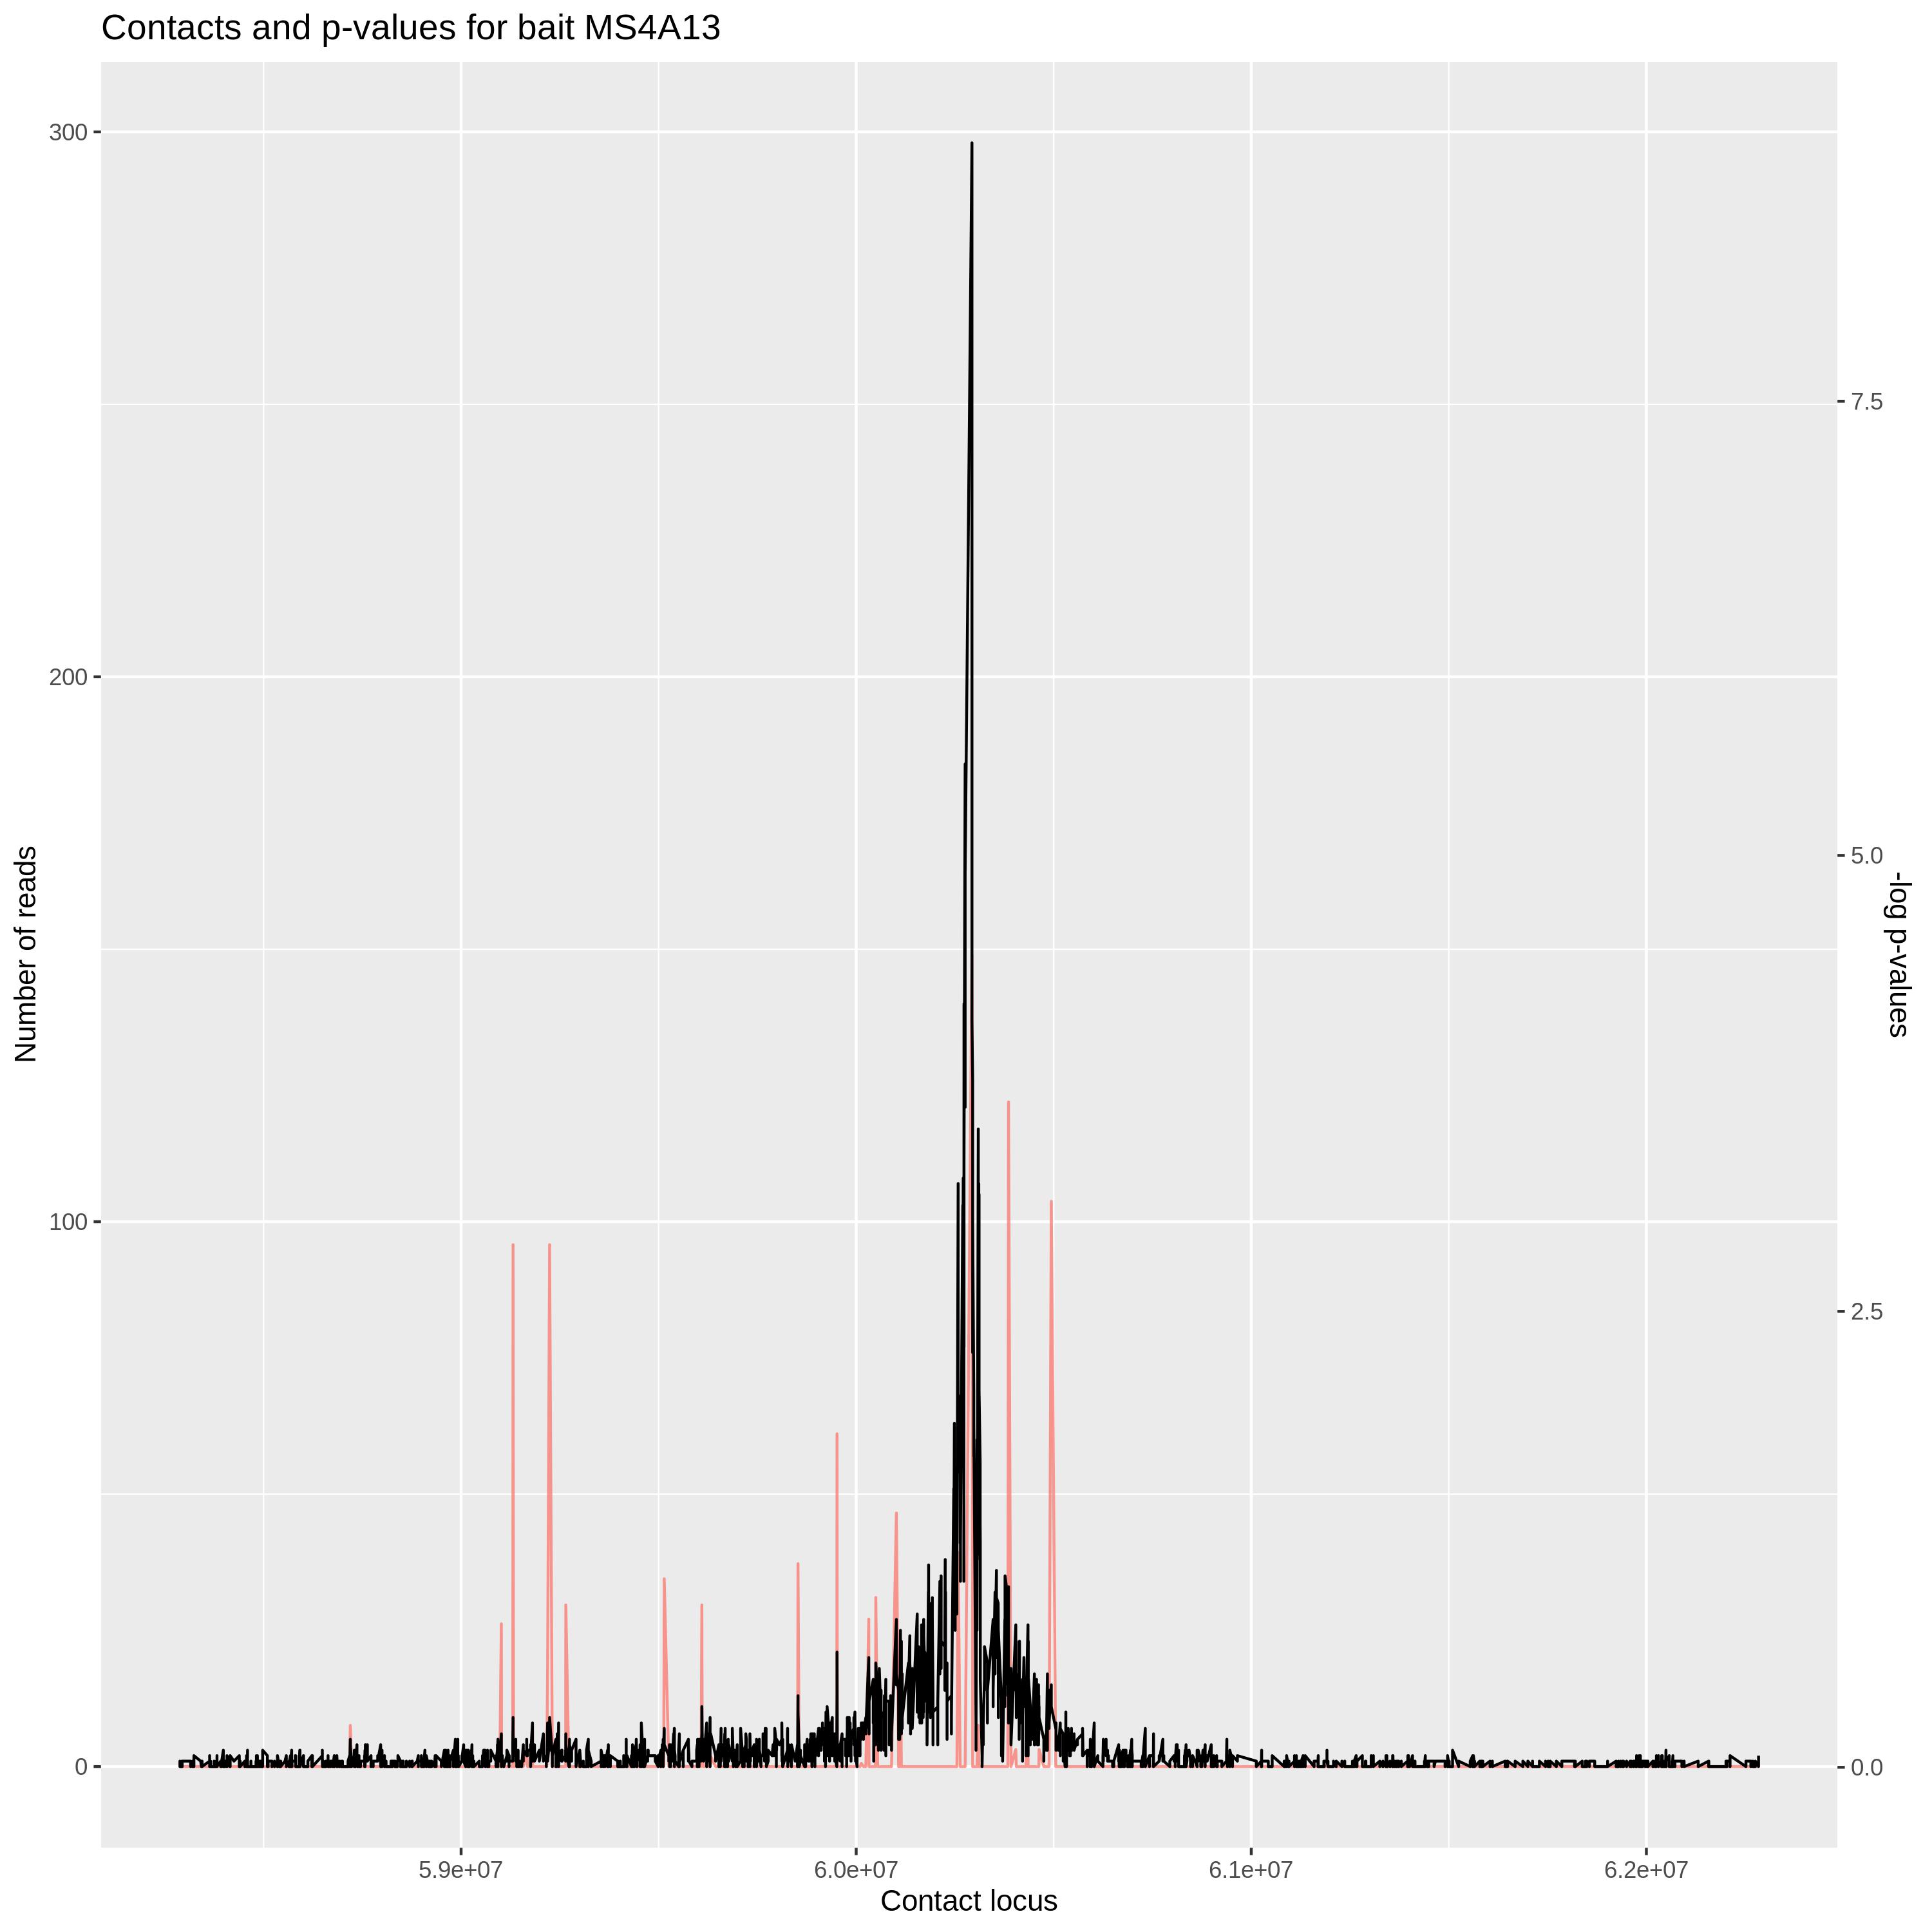 Contacts and p-values for bait MS4A13
300
200
100
0
Number of reads
7.5
5.0
2.5
0.0
-log p-values
5.9e+07 6.0e+07 6.1e+07 6.2e+07
Contact locus